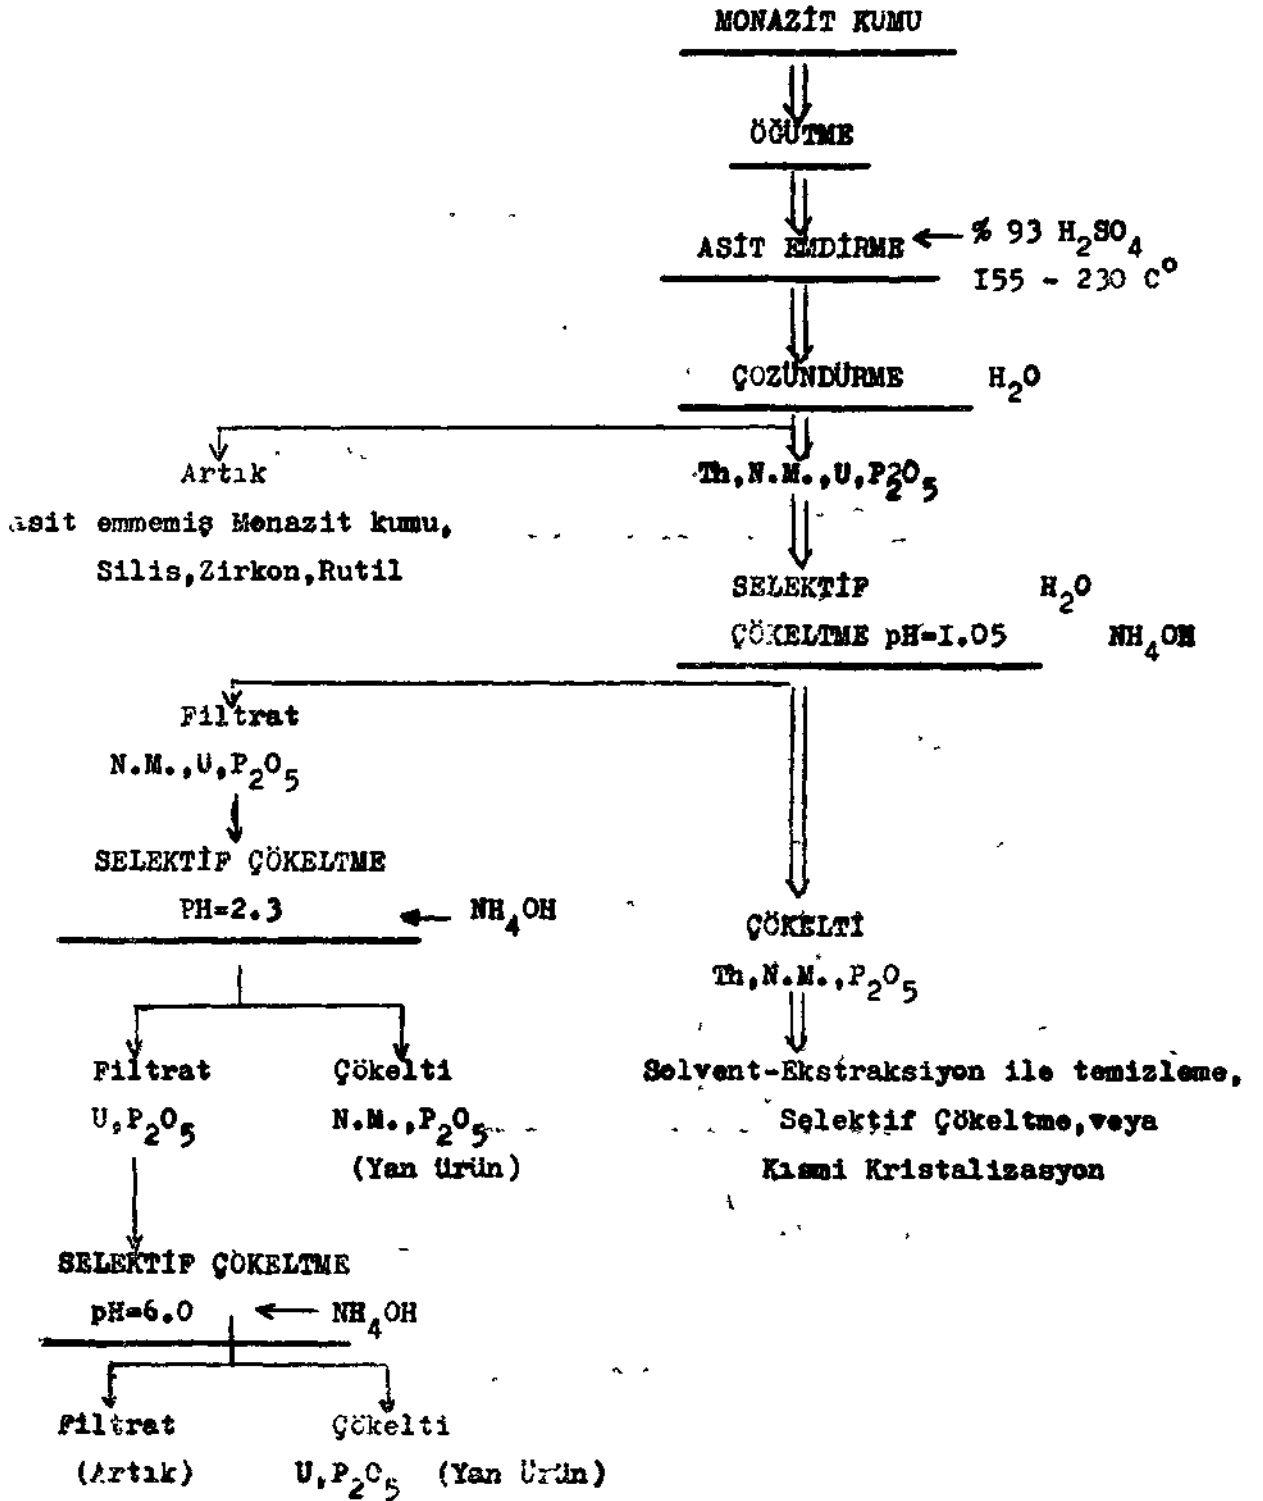 MONAZİT KUMU
ÖĞÜTME
ASİT EMDİRME
% 93 H₂SO₄
I55 - 230 C°
ÇOZÜNDÜRME H₂O
Artık
asit emmemiş Monazit kumu,
Silis,Zirkon,Rutil
Th,N.M.,U,P₂O₅
SELEKTİF H₂O
ÇÖKELTME pH=I.05 NH₄OH
Filtrat
N.M.,U,P₂O₅
SELEKTİF ÇÖKELTME
PH=2.3 NH₄OH
ÇÖKELTİ
Th,N.M.,P₂O₅
Solvent-Ekstraksiyon ile temizleme,
Selektif Çökeltme,veya
Kısmi Kristalizasyon
Filtrat
U,P₂O₅
Çökelti
N.M.,P₂O₅
(Yan ürün)
SELEKTİF ÇÖKELTME
pH=6.0 NH₄OH
Filtrat
(Artık)
Çökelti
U,P₂O₅ (Yan Ürün)